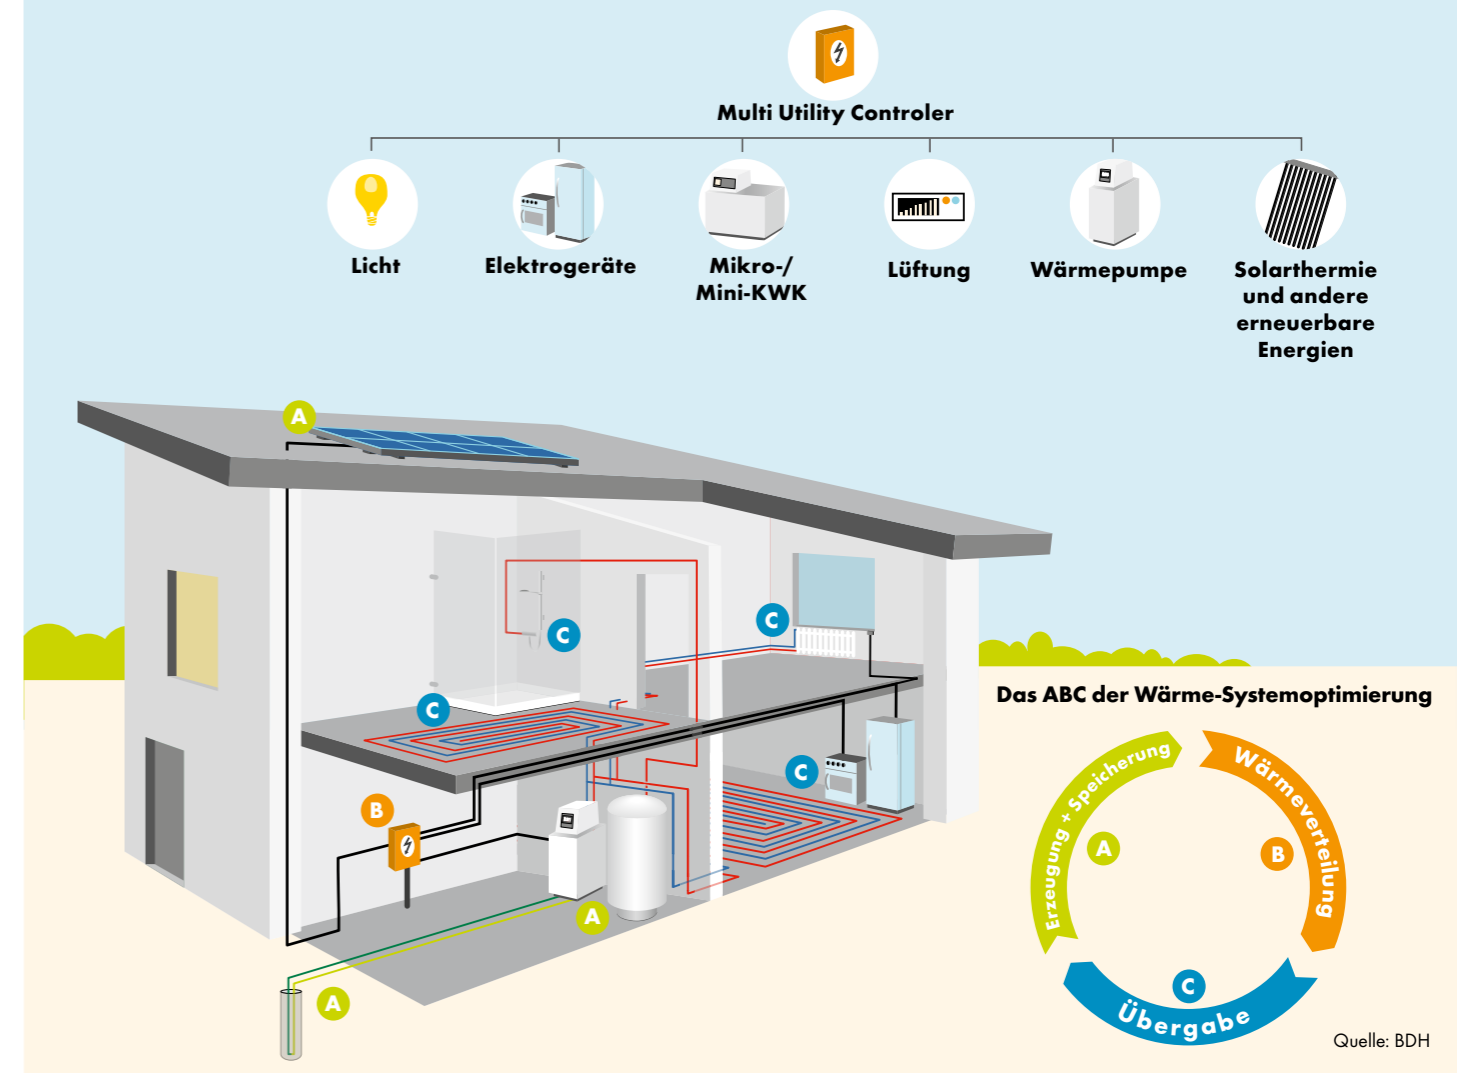 Multi Utility Controler
Licht
Elektrogeräte
Mikro-/
Mini-KWK
Lüftung
Wärmepumpe
Solarthermie
und andere
erneuerbare
Energien
A
C
C
C
C
B
A
A
Das ABC der Wärme-Systemoptimierung
Erzeugung + Speicherung
A
Wärmeverteilung
B
C
Übergabe
Quelle: BDH